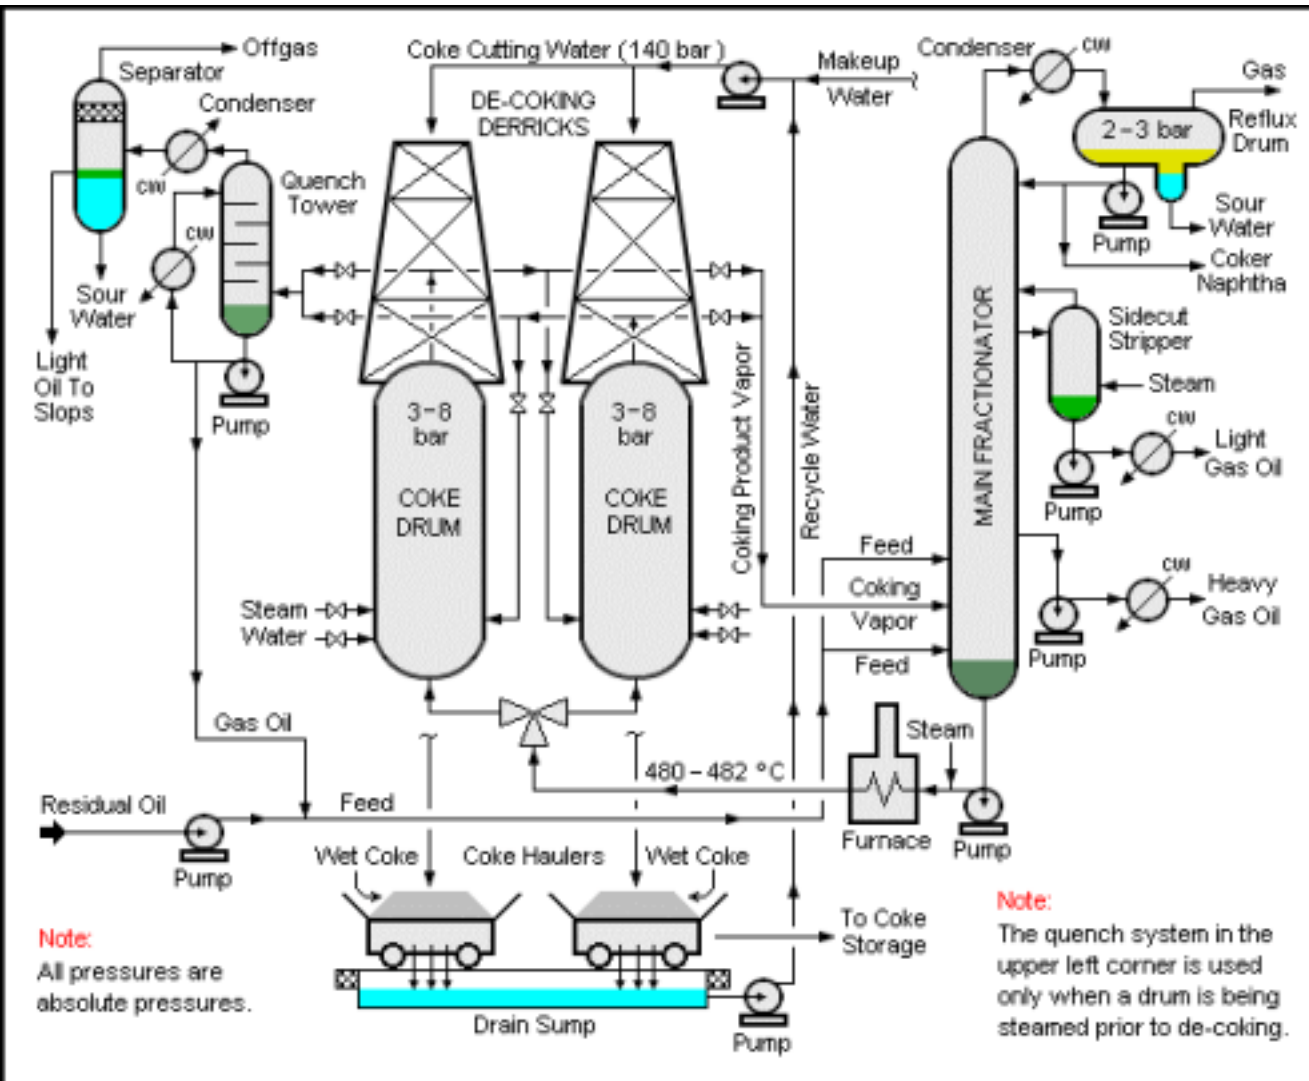 Offgas
Separator
Condenser
CW
Quench
Tower
CW
Sour
Water
Light
Oil To
Slops
Pump
Coke Cutting Water (140 bar)
DE-COKING
DERRICKS
Makeup
Water
Condenser
CW
Gas
2–3 bar
Reflux
Drum
Pump
Sour
Water
Coker
Naphtha
Sidecut
Stripper
Steam
CW
Light
Gas Oil
Pump
MAIN FRACTIONATOR
3–8
bar
COKE
DRUM
3–8
bar
COKE
DRUM
Coking Product Vapor
Recycle Water
Feed
Coking
Vapor
Feed
CW
Heavy
Gas Oil
Pump
Steam
Water
Gas Oil
480–482 °C
Steam
Furnace
Pump
Residual Oil
Pump
Feed
Wet Coke
Coke Haulers
Wet Coke
To Coke
Storage
Drain Sump
Pump
Note:
All pressures are
absolute pressures.
Note:
The quench system in the
upper left corner is used
only when a drum is being
steamed prior to de-coking.